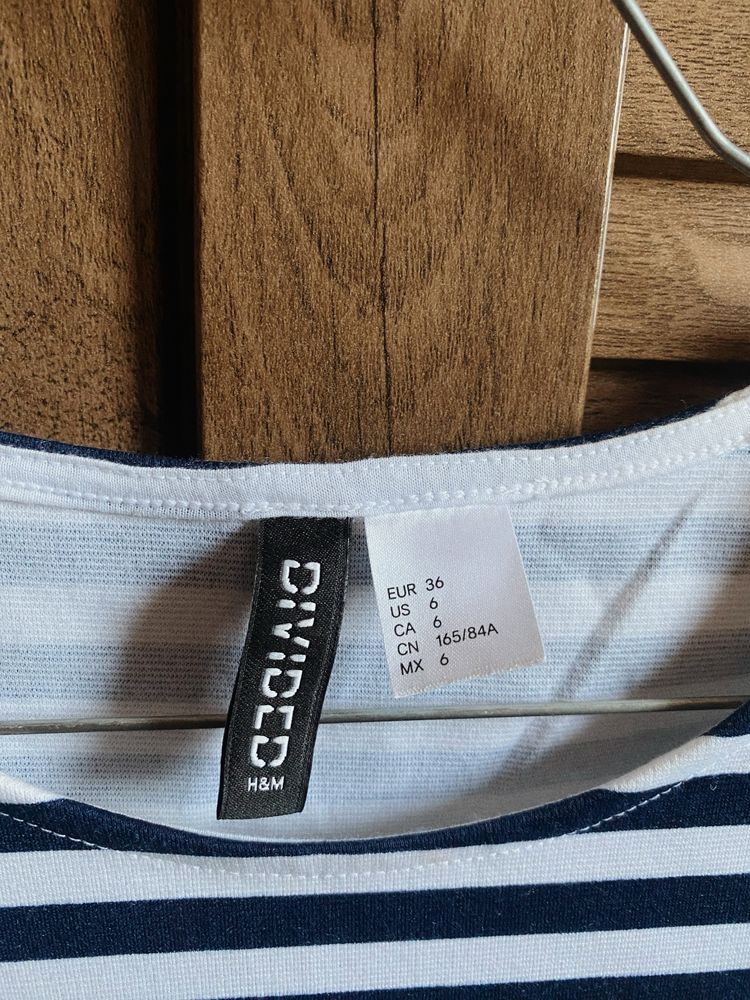 DIVIDED
H&M
EUR 36
US 6
CA 6
CN 165/84A
MX 6